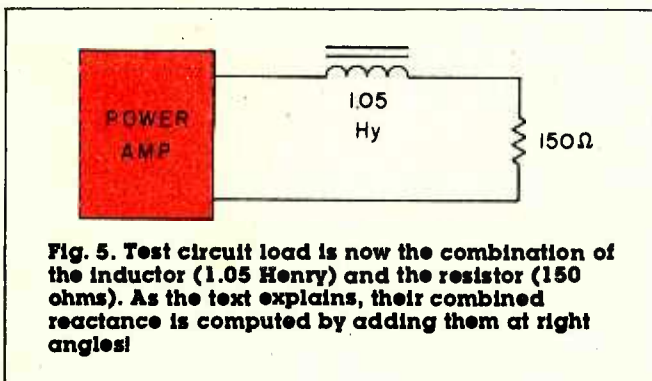 POWER
AMP
1.05
Hy
150Ω
Fig. 5. Test circuit load is now the combination of
the inductor (1.05 Henry) and the resistor (150
ohms). As the text explains, their combined
reactance is computed by adding them at right
angles!